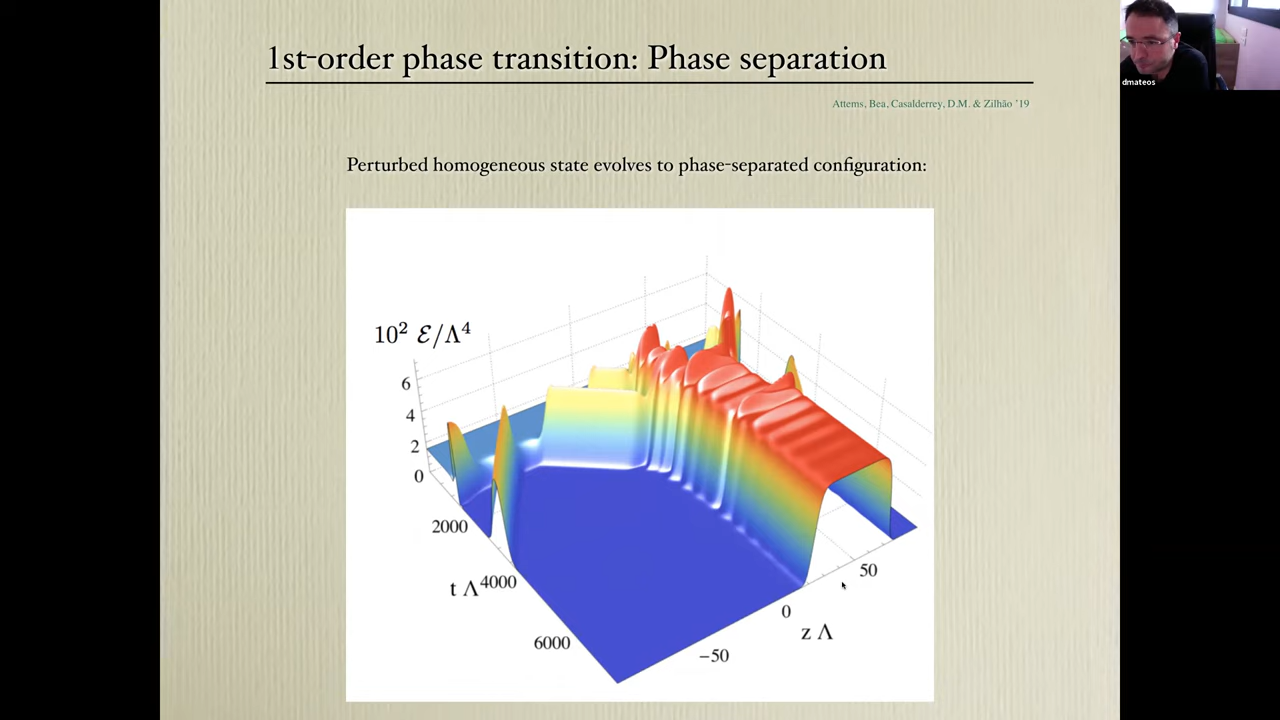 1st-order phase transition: Phase separation
dmateos
Attems, Bea, Casalderrey, D.M. & Zilhão '19
Perturbed homogeneous state evolves to phase-separated configuration:
10² ℰ/Λ⁴
6
4
2
0
2000
t Λ
4000
6000
50
0
z Λ
−50